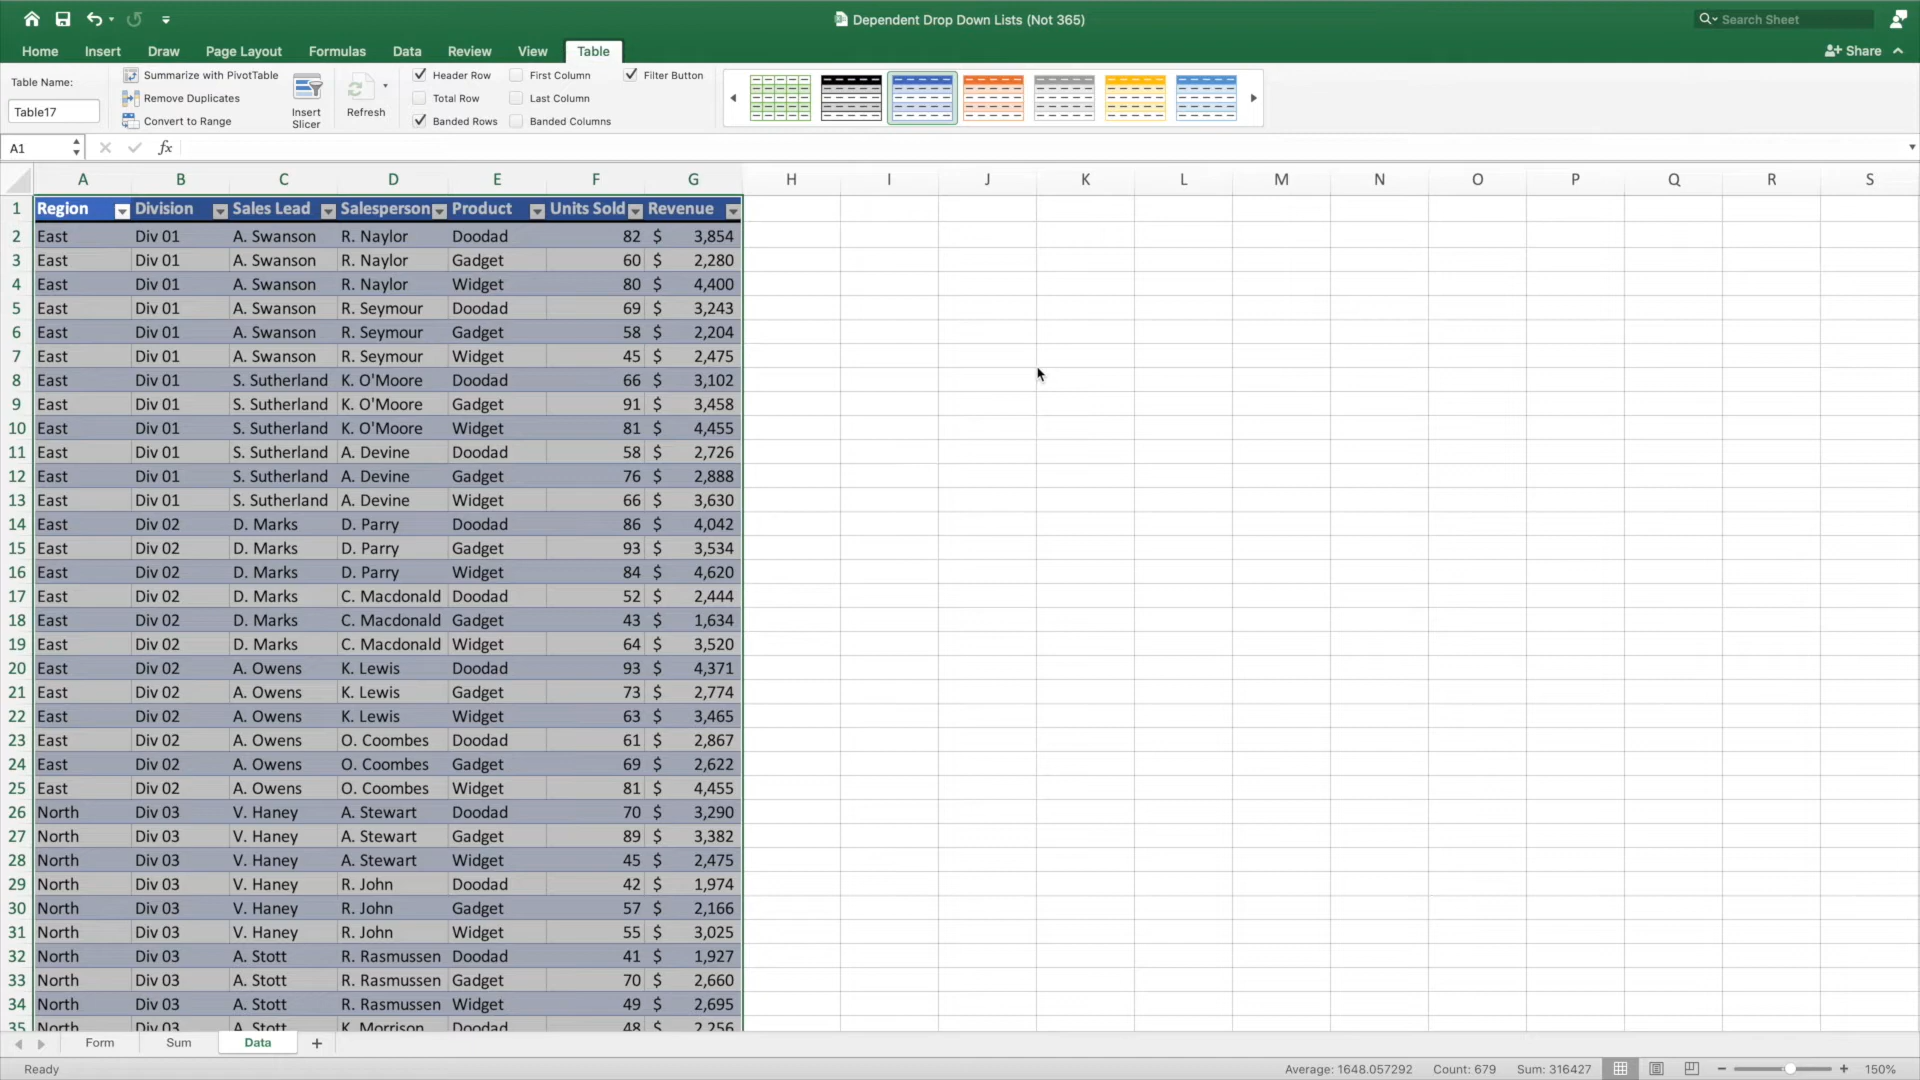 Dependent Drop Down Lists (Not 365)
Search Sheet
Home Insert Draw Page Layout Formulas Data Review View Table Share
Table Name:
Table17
Summarize with PivotTable
Remove Duplicates
Convert to Range
Insert Slicer
Refresh
Header Row First Column Filter Button
Total Row Last Column
Banded Rows Banded Columns
A1 fx
A B C D E F G H I J K L M N O P Q R S
1 Region Division Sales Lead Salesperson Product Units Sold Revenue
2 East Div 01 A. Swanson R. Naylor Doodad 82 $ 3,854
3 East Div 01 A. Swanson R. Naylor Gadget 60 $ 2,280
4 East Div 01 A. Swanson R. Naylor Widget 80 $ 4,400
5 East Div 01 A. Swanson R. Seymour Doodad 69 $ 3,243
6 East Div 01 A. Swanson R. Seymour Gadget 58 $ 2,204
7 East Div 01 A. Swanson R. Seymour Widget 45 $ 2,475
8 East Div 01 S. Sutherland K. O'Moore Doodad 66 $ 3,102
9 East Div 01 S. Sutherland K. O'Moore Gadget 91 $ 3,458
10 East Div 01 S. Sutherland K. O'Moore Widget 81 $ 4,455
11 East Div 01 S. Sutherland A. Devine Doodad 58 $ 2,726
12 East Div 01 S. Sutherland A. Devine Gadget 76 $ 2,888
13 East Div 01 S. Sutherland A. Devine Widget 66 $ 3,630
14 East Div 02 D. Marks D. Parry Doodad 86 $ 4,042
15 East Div 02 D. Marks D. Parry Gadget 93 $ 3,534
16 East Div 02 D. Marks D. Parry Widget 84 $ 4,620
17 East Div 02 D. Marks C. Macdonald Doodad 52 $ 2,444
18 East Div 02 D. Marks C. Macdonald Gadget 43 $ 1,634
19 East Div 02 D. Marks C. Macdonald Widget 64 $ 3,520
20 East Div 02 A. Owens K. Lewis Doodad 93 $ 4,371
21 East Div 02 A. Owens K. Lewis Gadget 73 $ 2,774
22 East Div 02 A. Owens K. Lewis Widget 63 $ 3,465
23 East Div 02 A. Owens O. Coombes Doodad 61 $ 2,867
24 East Div 02 A. Owens O. Coombes Gadget 69 $ 2,622
25 East Div 02 A. Owens O. Coombes Widget 81 $ 4,455
26 North Div 03 V. Haney A. Stewart Doodad 70 $ 3,290
27 North Div 03 V. Haney A. Stewart Gadget 89 $ 3,382
28 North Div 03 V. Haney A. Stewart Widget 45 $ 2,475
29 North Div 03 V. Haney R. John Doodad 42 $ 1,974
30 North Div 03 V. Haney R. John Gadget 57 $ 2,166
31 North Div 03 V. Haney R. John Widget 55 $ 3,025
32 North Div 03 A. Stott R. Rasmussen Doodad 41 $ 1,927
33 North Div 03 A. Stott R. Rasmussen Gadget 70 $ 2,660
34 North Div 03 A. Stott R. Rasmussen Widget 49 $ 2,695
35 North Div 03 A. Stott K. Morrison Doodad 48 $ 2,256
Form Sum Data
Ready Average: 1648.057292 Count: 679 Sum: 316427 150%